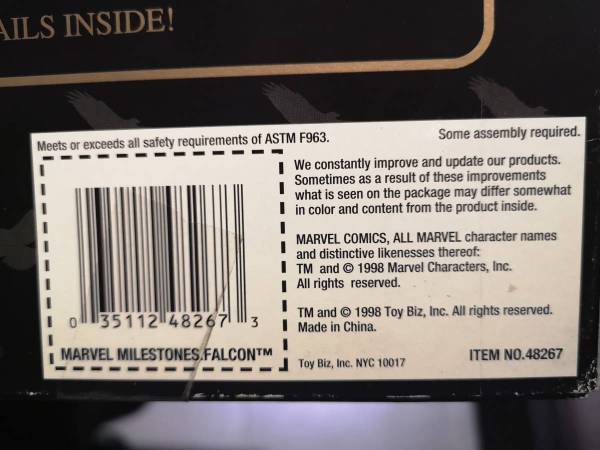 AILS INSIDE!
Meets or exceeds all safety requirements of ASTM F963.
Some assembly required.
We constantly improve and update our products.
Sometimes as a result of these improvements
what is seen on the package may differ somewhat
in color and content from the product inside.
MARVEL COMICS, ALL MARVEL character names
and distinctive likenesses thereof:
TM and © 1998 Marvel Characters, Inc.
All rights reserved.
TM and © 1998 Toy Biz, Inc. All rights reserved.
Made in China.
0 35112 48267 3
MARVEL MILESTONES.FALCON™
Toy Biz, Inc. NYC 10017
ITEM NO.48267